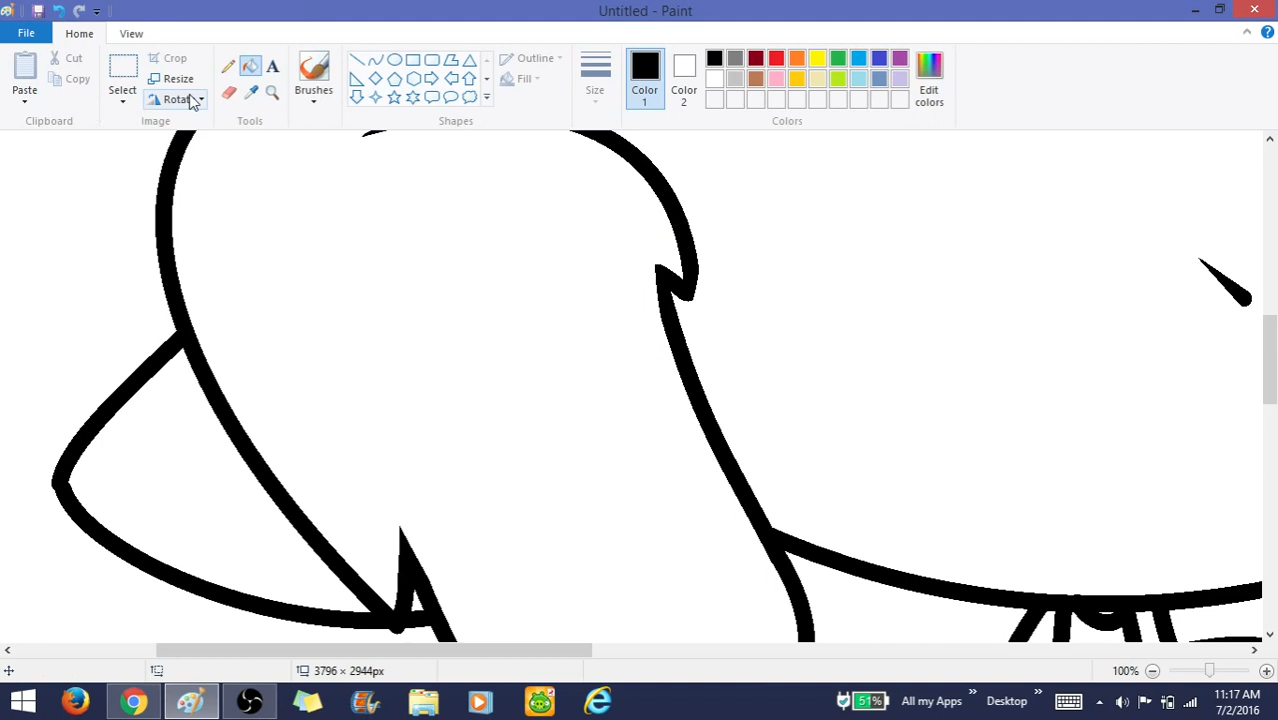 Untitled - Paint
File Home View
Paste
Cut
Copy
Clipboard
Select
Crop
Resize
Rotat
Image
A
Tools
Brushes
Outline
Fill
Shapes
Size
Color 1
Color 2
Edit colors
Colors
3796 × 2944px
100%
51%
All my Apps
Desktop
11:17 AM
7/2/2016